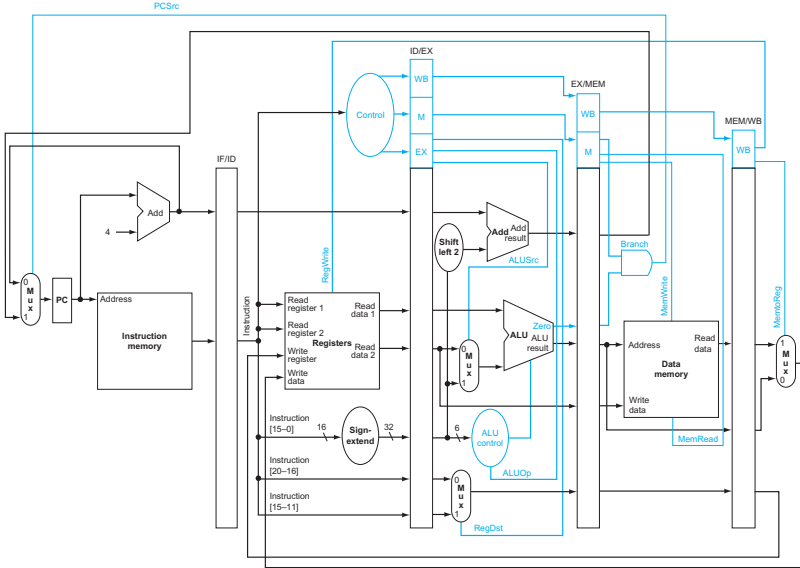 PCSrc
ID/EX
WB
EX/MEM
Control
M
WB
MEM/WB
EX
M
WB
IF/ID
Add
4
RegWrite
Shift
left 2
Add
Add
result
ALUSrc
Branch
MemWrite
MemtoReg
0
M
u
x
1
PC
Address
Instruction
memory
Instruction
Read
register 1
Read
register 2
Write
register
Write
data
Registers
Read
data 1
Read
data 2
0
M
u
x
1
Zero
ALU
ALU
result
Address
Read
data
Data
memory
Write
data
1
M
u
x
0
MemRead
Instruction
[15–0]
16
Sign-
extend
32
6
ALU
control
ALUOp
Instruction
[20–16]
Instruction
[15–11]
0
M
u
x
1
RegDst